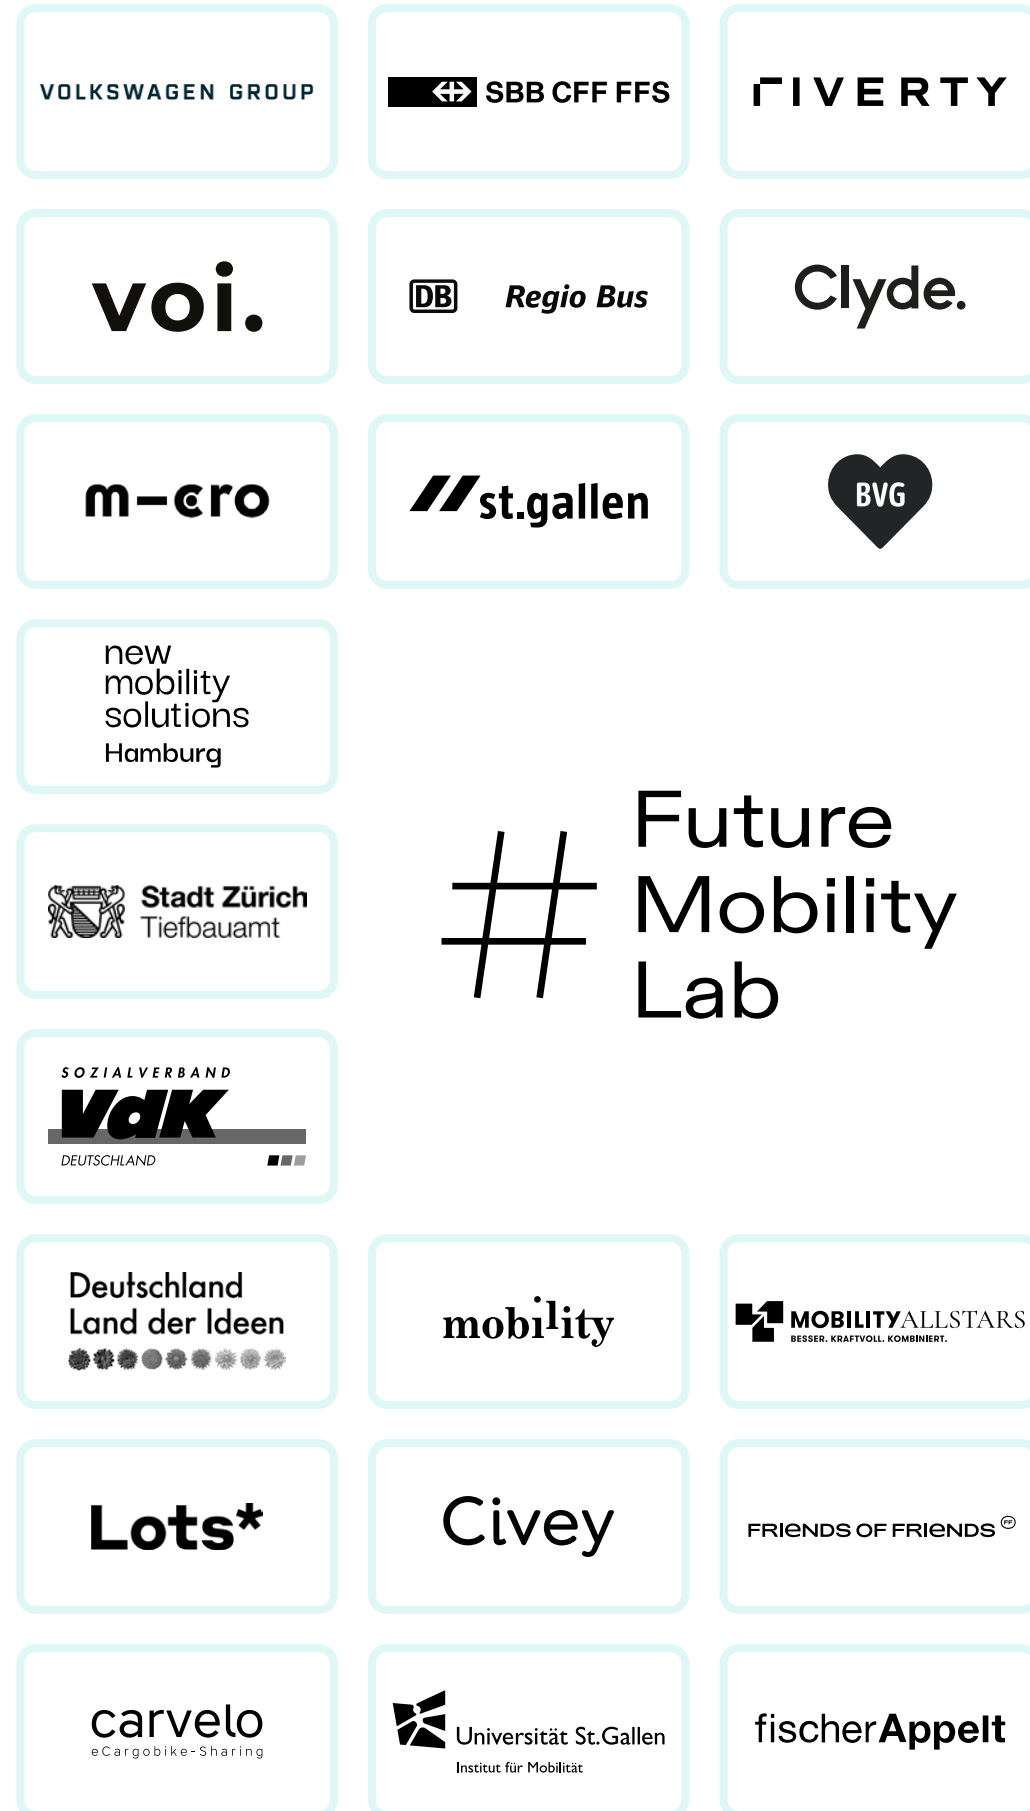 VOLKSWAGEN GROUP
SBB CFF FFS
RIVERTY
voi.
DB Regio Bus
Clyde.
m–cro
st.gallen
BVG
new
mobility
solutions
Hamburg
# Future
Mobility
Lab
Stadt Zürich
Tiefbauamt
SOZIALVERBAND
VdK
DEUTSCHLAND
Deutschland
Land der Ideen
mobility
MOBILITYALLSTARS
BESSER. KRAFTVOLL. KOMBINIERT.
Lots*
Civey
FRIENDS OF FRIENDS FF
carvelo
eCargobike-Sharing
Universität St.Gallen
Institut für Mobilität
fischerAppelt